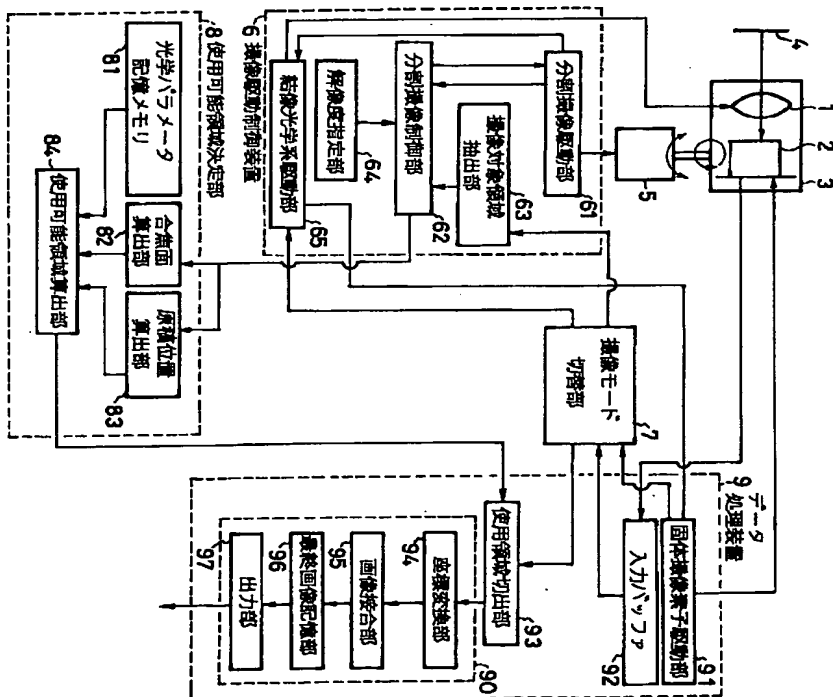 4
1
2
3
5
分割撮像駆動部
61
撮像対象領域
抽出部
63
分割撮像制御部
62
解像度指定部
64
結像光学系駆動部
65
6 撮像駆動制御装置
8 使用可能領域決定部
光学パラメータ
記憶メモリ
81
合焦面
算出部
82
原稿位置
算出部
83
使用可能領域算出部
84
撮像モード
切替部
7
9 データ
処理装置
固体撮像素子駆動部
91
入力バッファ
92
使用領域切出部
93
座標変換部
94
画像接合部
95
最終画像記憶部
96
出力部
97
90